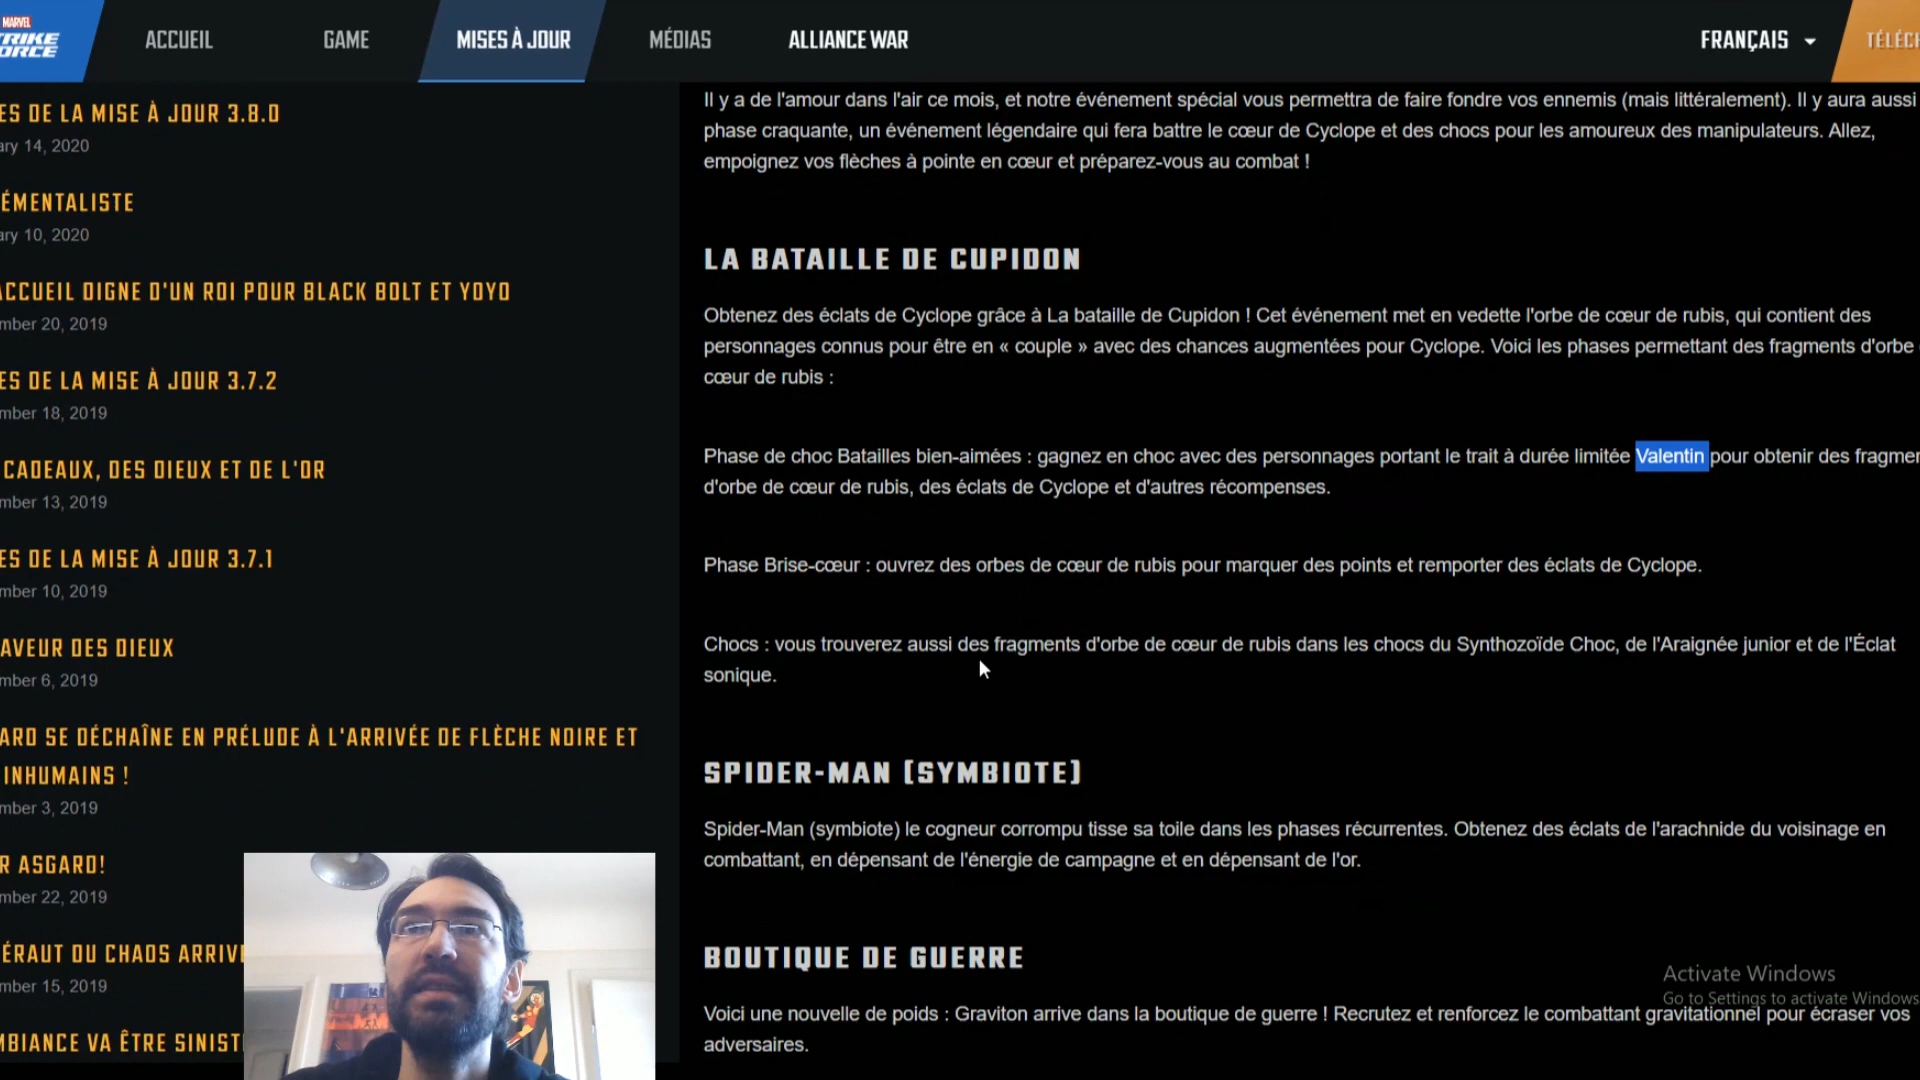 MARVEL
TRIKE
ORCE
ACCUEIL
GAME
MISES À JOUR
MÉDIAS
ALLIANCE WAR
FRANÇAIS
TÉLÉCH
ES DE LA MISE À JOUR 3.8.0
ary 14, 2020
ÉMENTALISTE
ary 10, 2020
ACCUEIL DIGNE D'UN ROI POUR BLACK BOLT ET YOYO
mber 20, 2019
ES DE LA MISE À JOUR 3.7.2
mber 18, 2019
CADEAUX, DES DIEUX ET DE L'OR
mber 13, 2019
ES DE LA MISE À JOUR 3.7.1
mber 10, 2019
AVEUR DES DIEUX
mber 6, 2019
ARD SE DÉCHAÎNE EN PRÉLUDE À L'ARRIVÉE DE FLÈCHE NOIRE ET
INHUMAINS !
mber 3, 2019
R ASGARD!
mber 22, 2019
ÉRAUT DU CHAOS ARRIVE
mber 15, 2019
MBIANCE VA ÊTRE SINIST
Il y a de l'amour dans l'air ce mois, et notre événement spécial vous permettra de faire fondre vos ennemis (mais littéralement). Il y aura aussi
phase craquante, un événement légendaire qui fera battre le cœur de Cyclope et des chocs pour les amoureux des manipulateurs. Allez,
empoignez vos flèches à pointe en cœur et préparez-vous au combat !
LA BATAILLE DE CUPIDON
Obtenez des éclats de Cyclope grâce à La bataille de Cupidon ! Cet événement met en vedette l'orbe de cœur de rubis, qui contient des
personnages connus pour être en « couple » avec des chances augmentées pour Cyclope. Voici les phases permettant des fragments d'orbe
cœur de rubis :
Phase de choc Batailles bien-aimées : gagnez en choc avec des personnages portant le trait à durée limitée Valentin pour obtenir des fragmen
d'orbe de cœur de rubis, des éclats de Cyclope et d'autres récompenses.
Phase Brise-cœur : ouvrez des orbes de cœur de rubis pour marquer des points et remporter des éclats de Cyclope.
Chocs : vous trouverez aussi des fragments d'orbe de cœur de rubis dans les chocs du Synthozoïde Choc, de l'Araignée junior et de l'Éclat
sonique.
SPIDER-MAN (SYMBIOTE)
Spider-Man (symbiote) le cogneur corrompu tisse sa toile dans les phases récurrentes. Obtenez des éclats de l'arachnide du voisinage en
combattant, en dépensant de l'énergie de campagne et en dépensant de l'or.
BOUTIQUE DE GUERRE
Voici une nouvelle de poids : Graviton arrive dans la boutique de guerre ! Recrutez et renforcez le combattant gravitationnel pour écraser vos
adversaires.
Activate Windows
Go to Settings to activate Windows